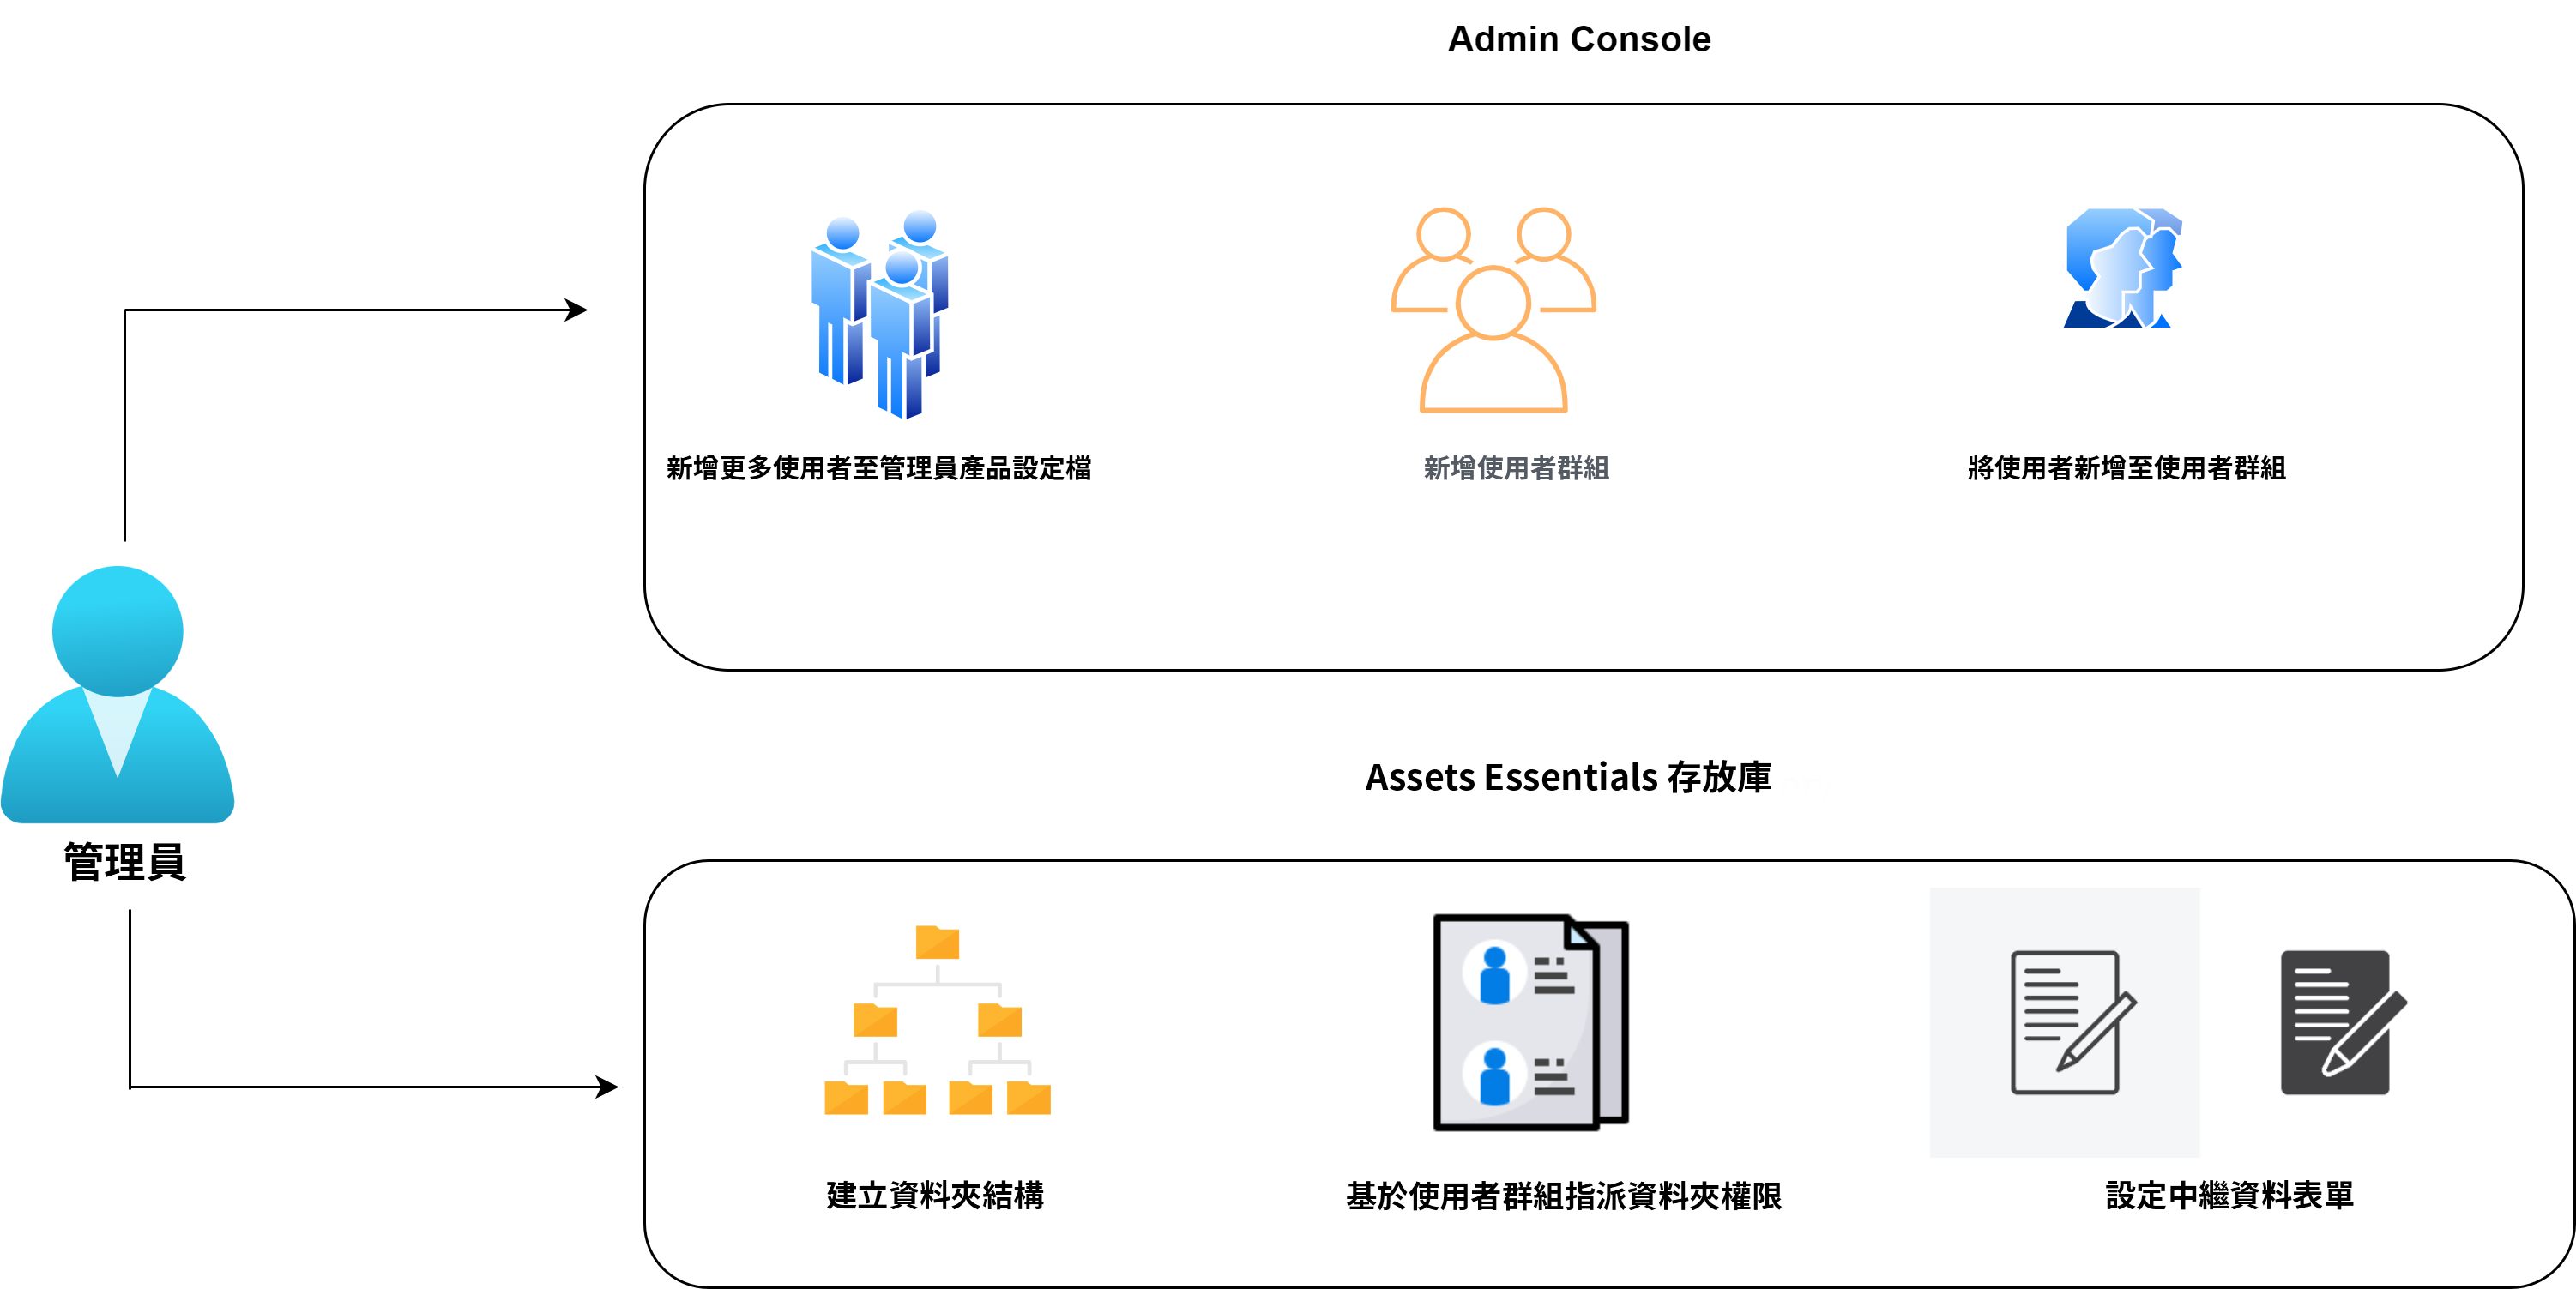 Admin Console
新增更多使用者至管理員產品設定檔
新增使用者群組
將使用者新增至使用者群組
管理員
Assets Essentials 存放庫
建立資料夾結構
基於使用者群組指派資料夾權限
設定中繼資料表單